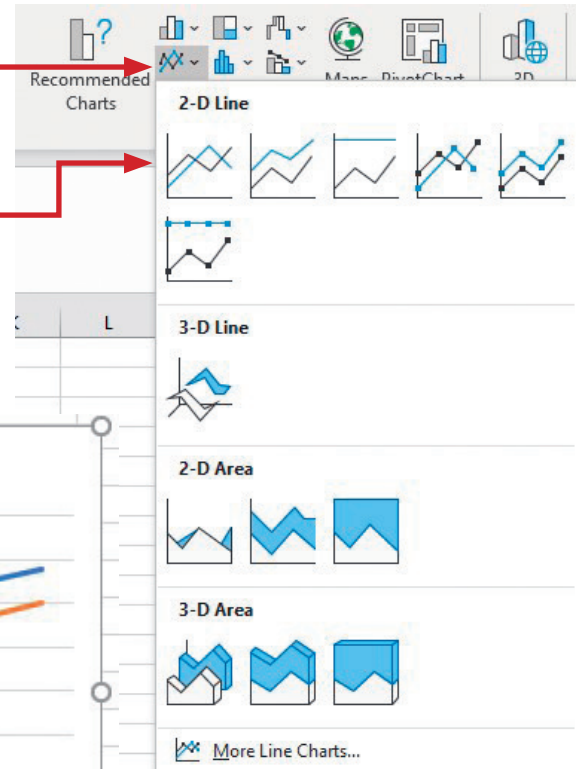 Recommended
Charts
Maps PivotChart 3D
2-D Line
3-D Line
L
2-D Area
3-D Area
More Line Charts...